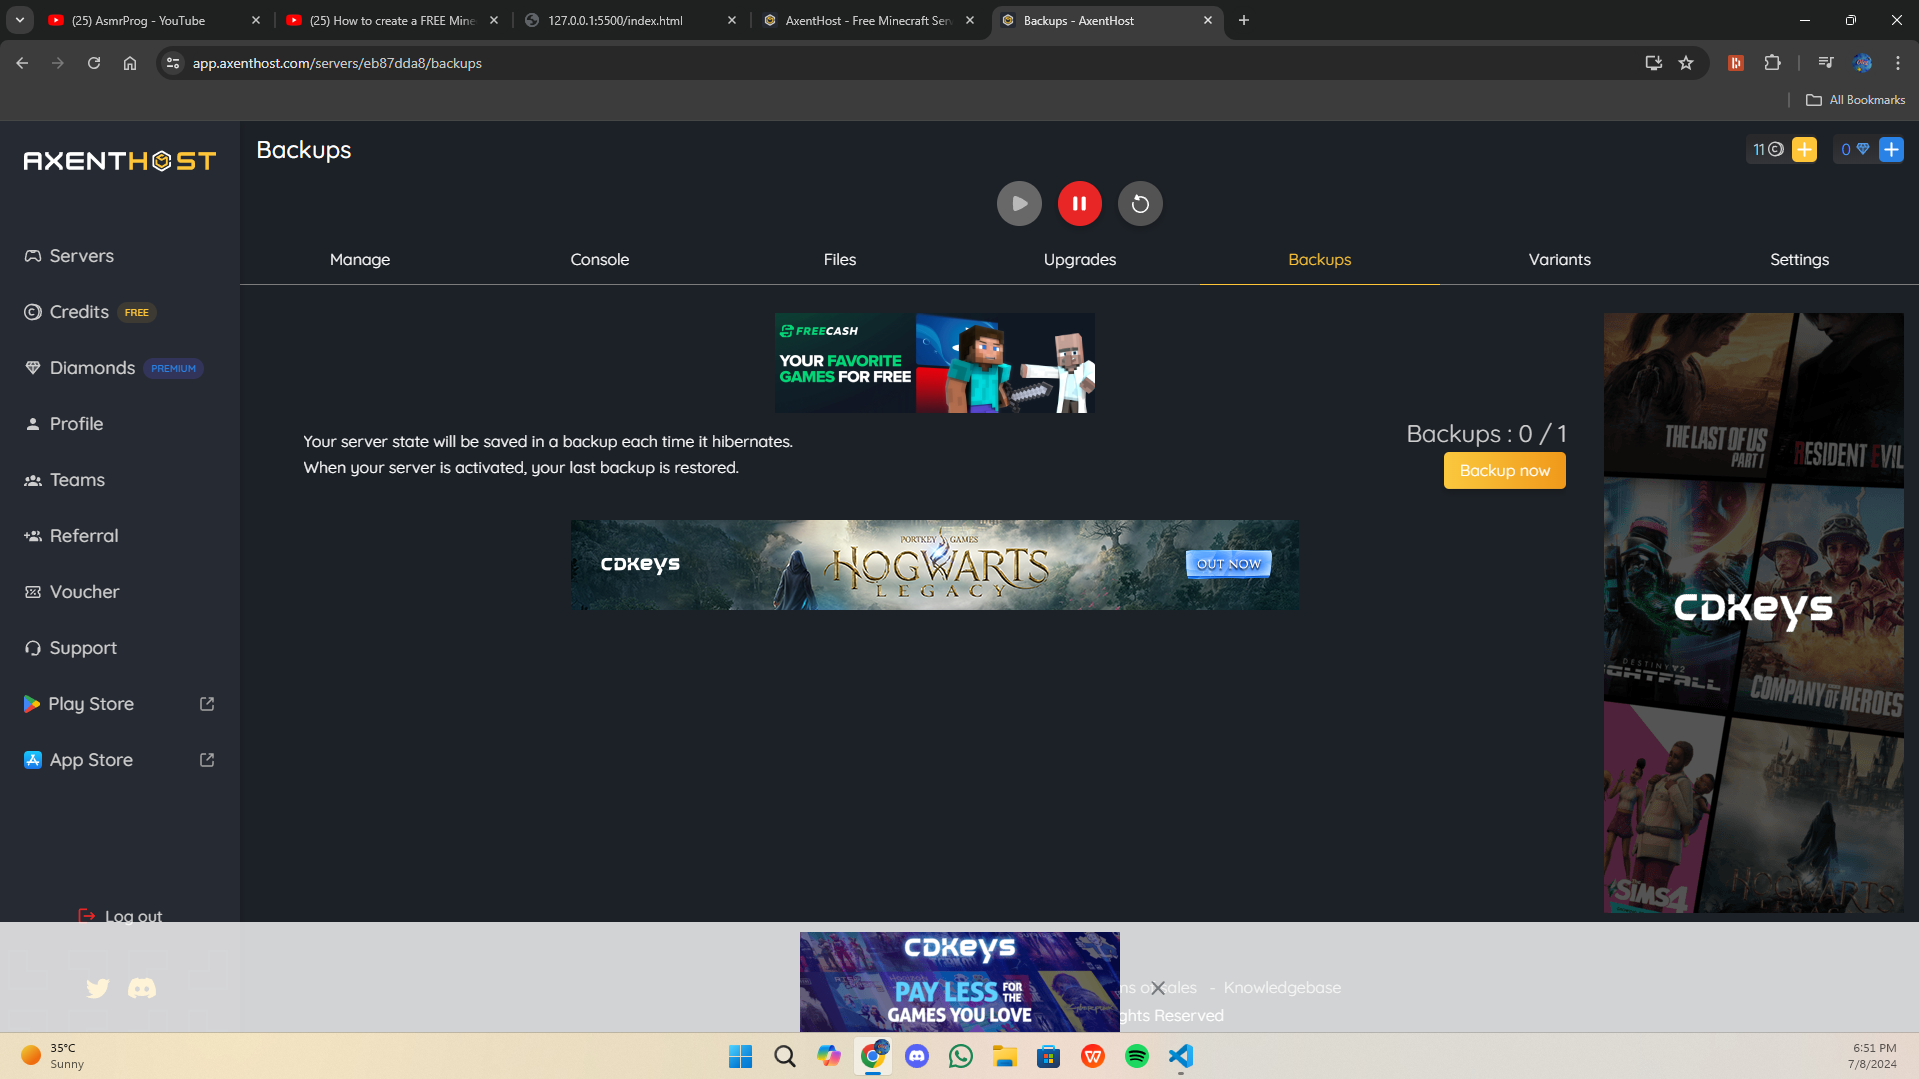 (25) AsmrProg - YouTube
(25) How to create a FREE Mine
127.0.0.1:5500/index.html
AxentHost - Free Minecraft Serv
Backups - AxentHost
app.axenthost.com/servers/eb87dda8/backups
All Bookmarks
AXENTHOST
Backups
11
0
Servers
Credits FREE
Diamonds PREMIUM
Profile
Teams
Referral
Voucher
Support
Play Store
App Store
Log out
Manage
Console
Files
Upgrades
Backups
Variants
Settings
FREECASH
YOUR FAVORITE
GAMES FOR FREE
Your server state will be saved in a backup each time it hibernates.
When your server is activated, your last backup is restored.
Backups : 0 / 1
Backup now
CDKeys
PORTKEY GAMES
HOGWARTS
LEGACY
OUT NOW
THE LAST OF US
PART I
RESIDENT EVIL
CDKeys
DESTINY 2
GHTFALL
COMPANY OF HEROES
SIMS4
HOGWARTS
CDKeys
PAY LESS FOR THE
GAMES YOU LOVE
ns of sales - Knowledgebase
ghts Reserved
35°C
Sunny
6:51 PM
7/8/2024